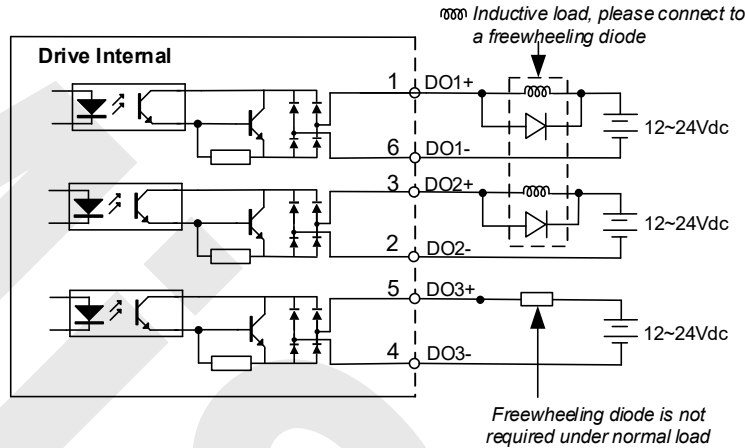 Inductive load, please connect to
a freewheeling diode
Drive Internal
1 DO1+
12~24Vdc
6 DO1-
3 DO2+
12~24Vdc
2 DO2-
5 DO3+
12~24Vdc
4 DO3-
Freewheeling diode is not
required under normal load